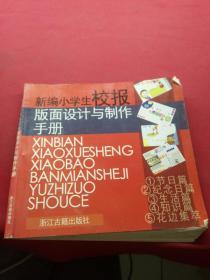 新编小学生校报
版面设计与制作
手册
XINBIAN
XIAOXUESHENG
XIAOBAO
BANMIANSHEJI
YUZHIZUO
SHOUCE
①节日篇
②纪念日篇
③生活篇
④知识篇
⑤花边集萃
浙江古籍出版社